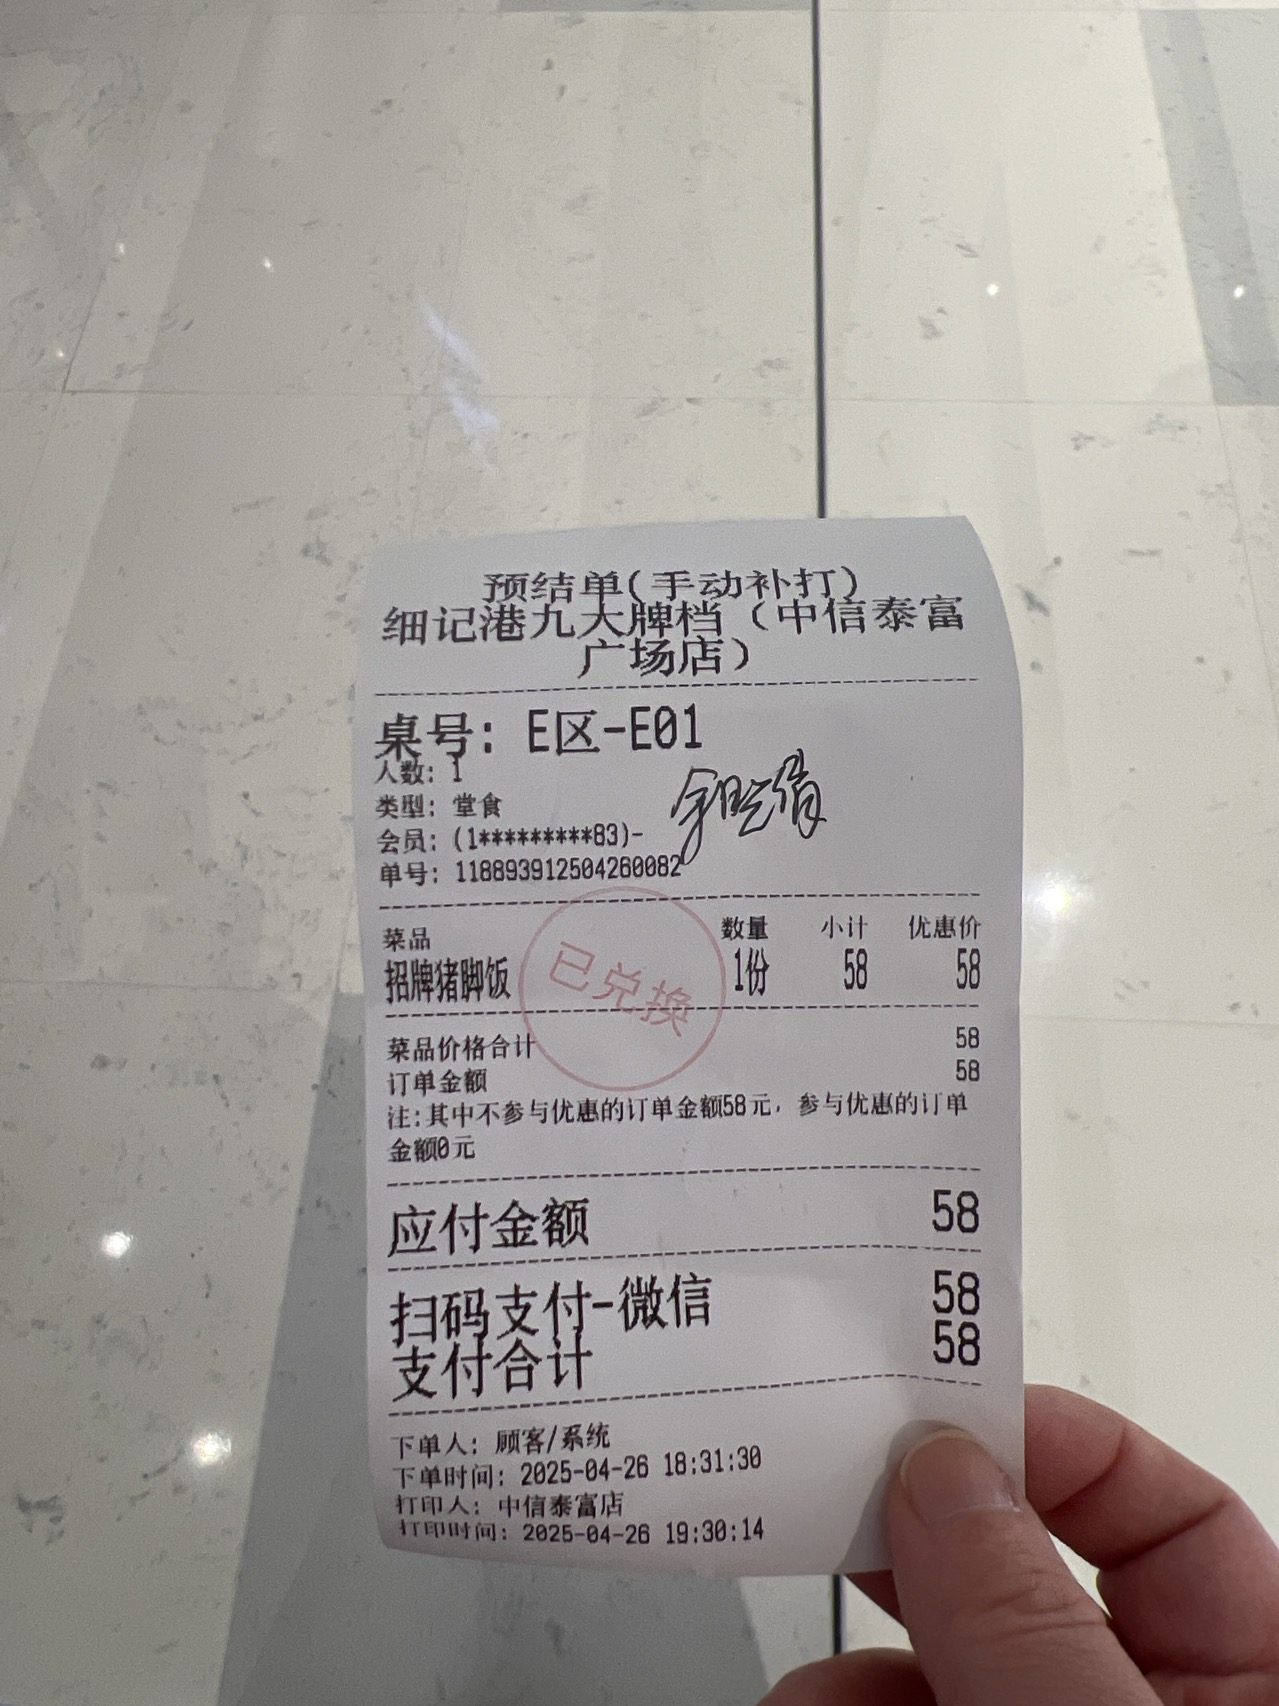 预结单(手动补打)
细记港九大牌档（中信泰富
广场店）
桌号: E区-E01
人数: 1
类型: 堂食
会员: (1*********83)-
单号: 118893912504260082
菜品 数量 小计 优惠价
招牌猪脚饭 1份 58 58
已兑换
菜品价格合计 58
订单金额 58
注:其中不参与优惠的订单金额58元，参与优惠的订单
金额0元
应付金额 58
扫码支付-微信 58
支付合计 58
下单人: 顾客/系统
下单时间: 2025-04-26 18:31:30
打印人: 中信泰富店
打印时间: 2025-04-26 19:30:14